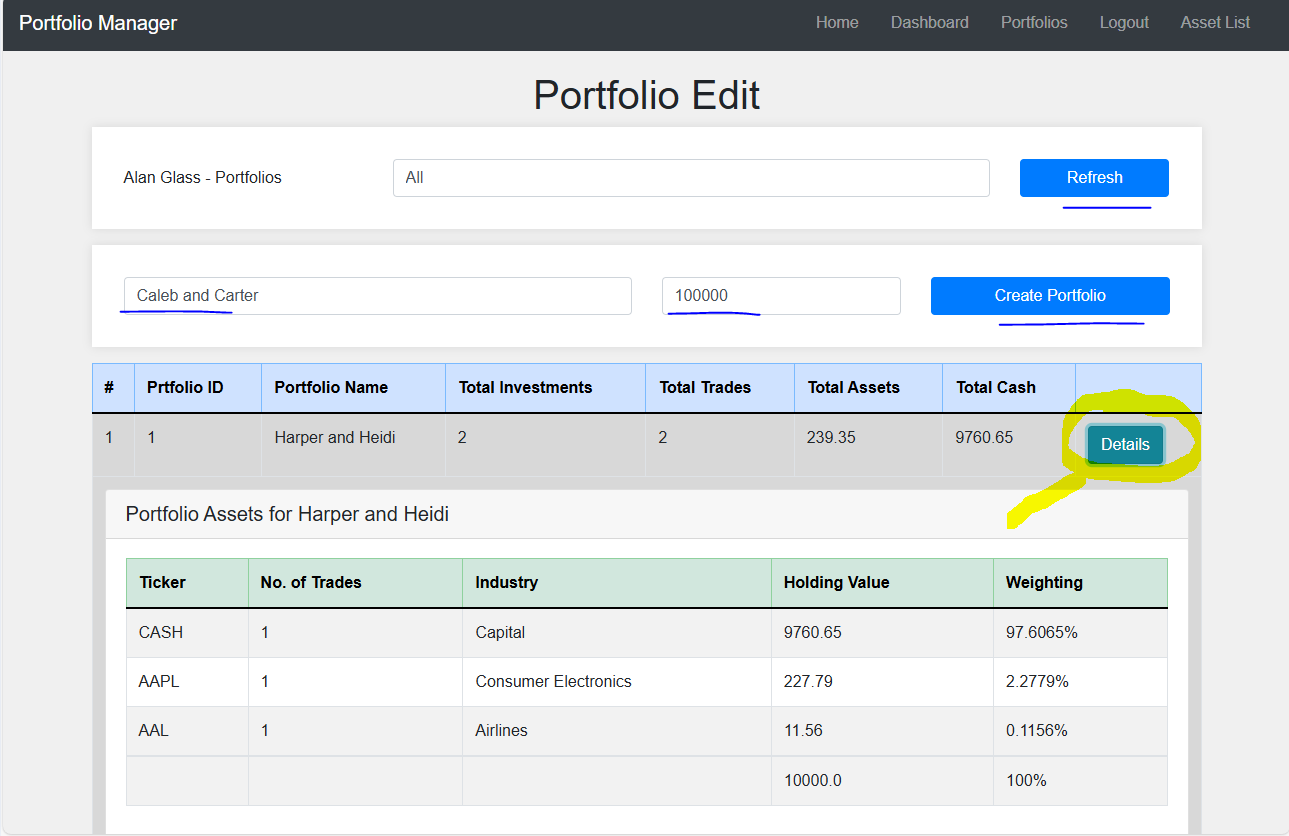 Portfolio Manager Home Dashboard Portfolios Logout Asset List
Portfolio Edit
Alan Glass - Portfolios All Refresh
Caleb and Carter 100000 Create Portfolio
# Prtfolio ID Portfolio Name Total Investments Total Trades Total Assets Total Cash
1 1 Harper and Heidi 2 2 239.35 9760.65 Details
Portfolio Assets for Harper and Heidi
Ticker No. of Trades Industry Holding Value Weighting
CASH 1 Capital 9760.65 97.6065%
AAPL 1 Consumer Electronics 227.79 2.2779%
AAL 1 Airlines 11.56 0.1156%
10000.0 100%